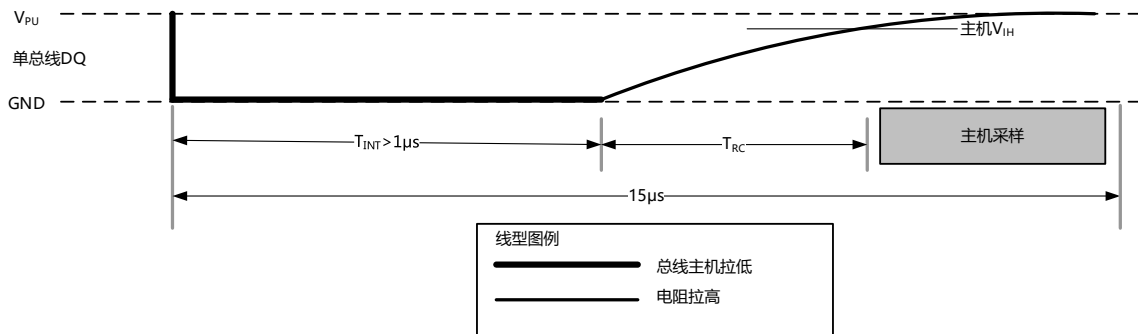 V_PU
单总线DQ
GND
主机V_IH
T_INT>1μs
T_RC
主机采样
15μs
线型图例
总线主机拉低
电阻拉高